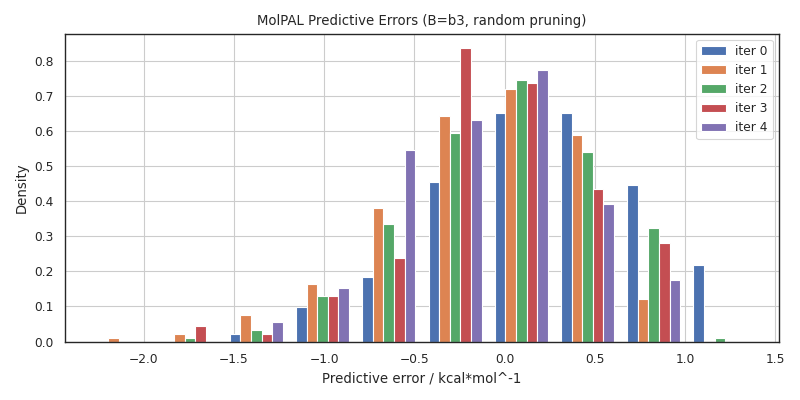 MolPAL Predictive Errors (B=b3, random pruning)
iter 0
iter 1
iter 2
iter 3
iter 4
Density
0.8
0.7
0.6
0.5
0.4
0.3
0.2
0.1
0.0
−2.0 −1.5 −1.0 −0.5 0.0 0.5 1.0 1.5
Predictive error / kcal*mol^-1